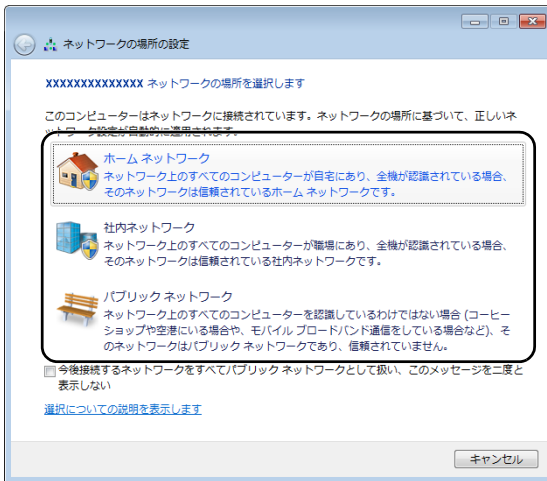 ネットワークの場所の設定
XXXXXXXXXXXXXX ネットワークの場所を選択します
このコンピューターはネットワークに接続されています。ネットワークの場所に基づいて、正しいネ
ットワーク設定が自動的に適用されます。
ホーム ネットワーク
ネットワーク上のすべてのコンピューターが自宅にあり、全機が認識されている場合、
そのネットワークは信頼されているホーム ネットワークです。
社内ネットワーク
ネットワーク上のすべてのコンピューターが職場にあり、全機が認識されている場合、
そのネットワークは信頼されている社内ネットワークです。
パブリック ネットワーク
ネットワーク上のすべてのコンピューターを認識しているわけではない場合 (コーヒー
ショップや空港にいる場合や、モバイル ブロードバンド通信をしている場合など)、そ
のネットワークはパブリック ネットワークであり、信頼されていません。
今後接続するネットワークをすべてパブリック ネットワークとして扱い、このメッセージを二度と
表示しない
選択についての説明を表示します
キャンセル